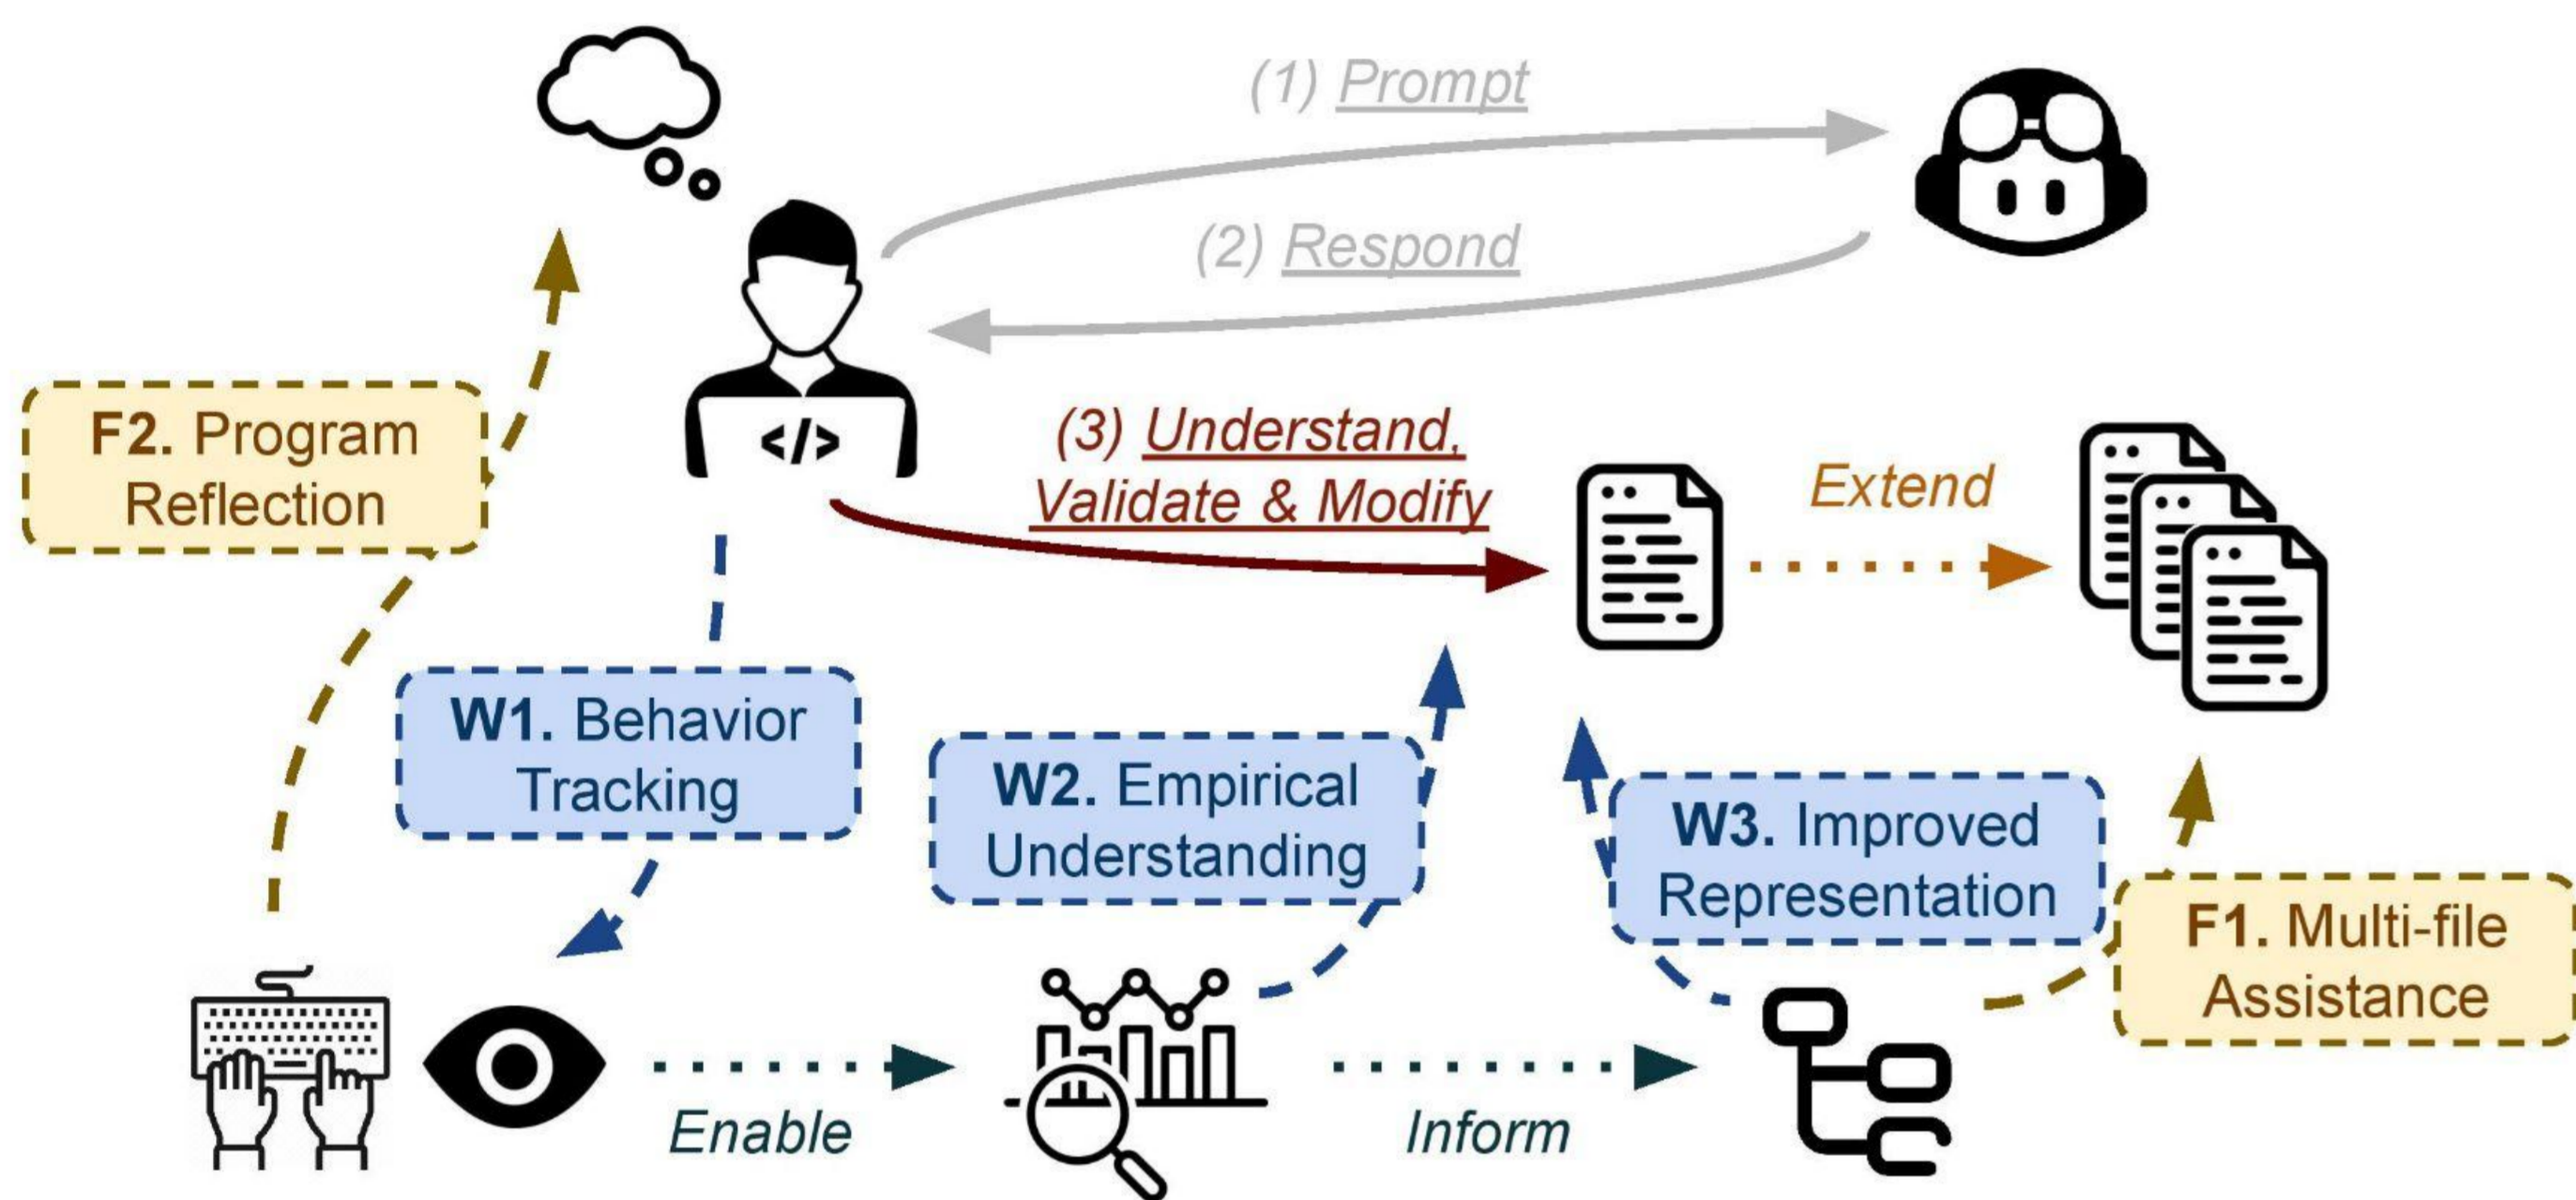 (1) Prompt
(2) Respond
F2. Program
Reflection
</>
(3) Understand,
Validate & Modify
Extend
W1. Behavior
Tracking
W2. Empirical
Understanding
W3. Improved
Representation
F1. Multi-file
Assistance
Enable
Inform